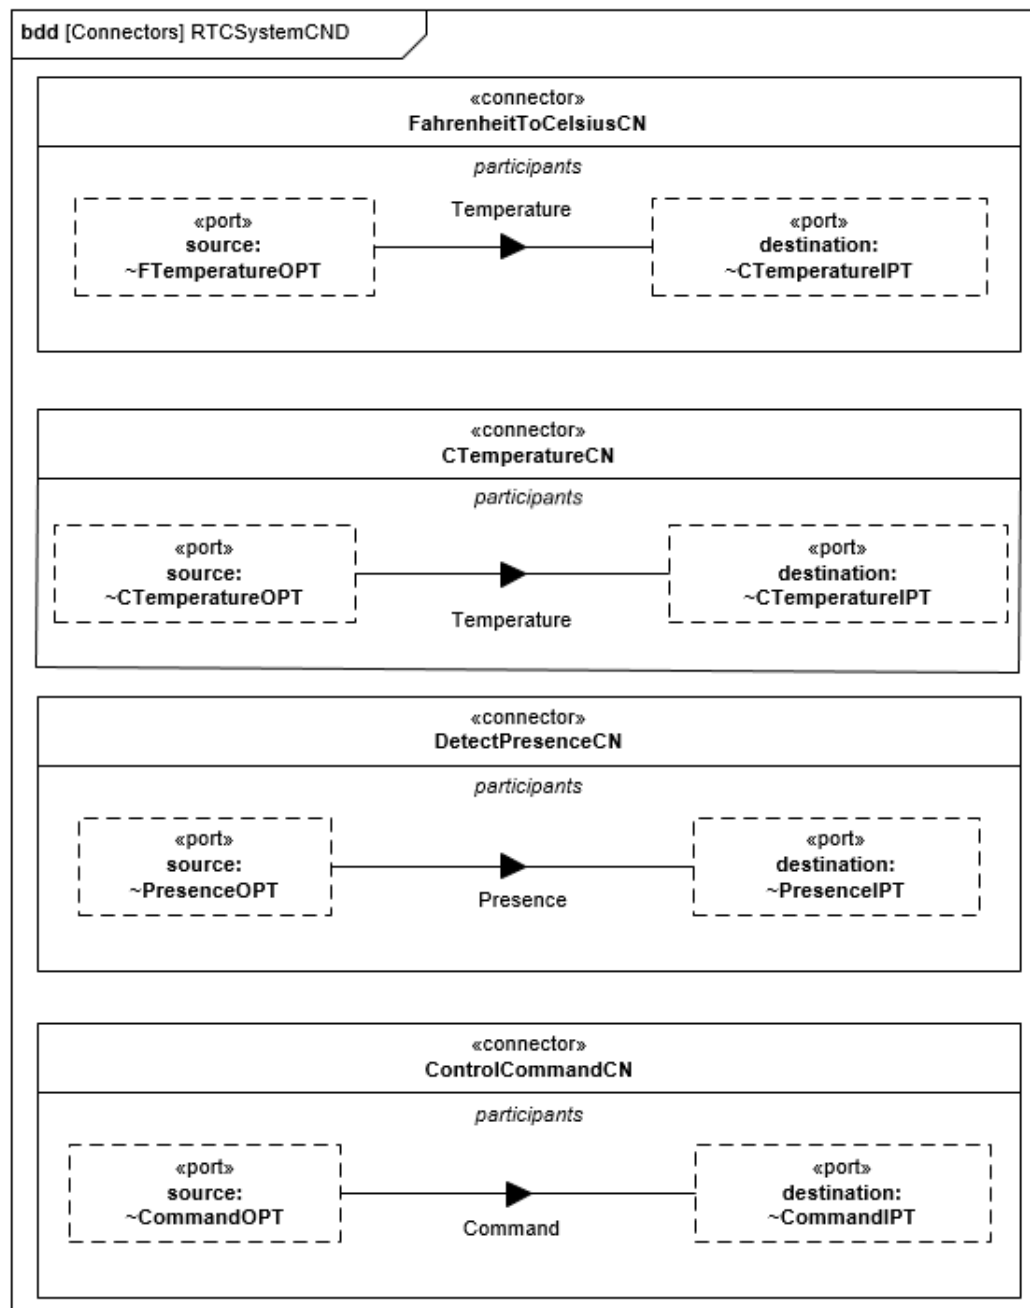 bdd [Connectors] RTCSystemCND
«connector»
FahrenheitToCelsiusCN
participants
«port»
source:
~FTemperatureOPT
Temperature
«port»
destination:
~CTemperatureIPT
«connector»
CTemperatureCN
participants
«port»
source:
~CTemperatureOPT
Temperature
«port»
destination:
~CTemperatureIPT
«connector»
DetectPresenceCN
participants
«port»
source:
~PresenceOPT
Presence
«port»
destination:
~PresenceIPT
«connector»
ControlCommandCN
participants
«port»
source:
~CommandOPT
Command
«port»
destination:
~CommandIPT